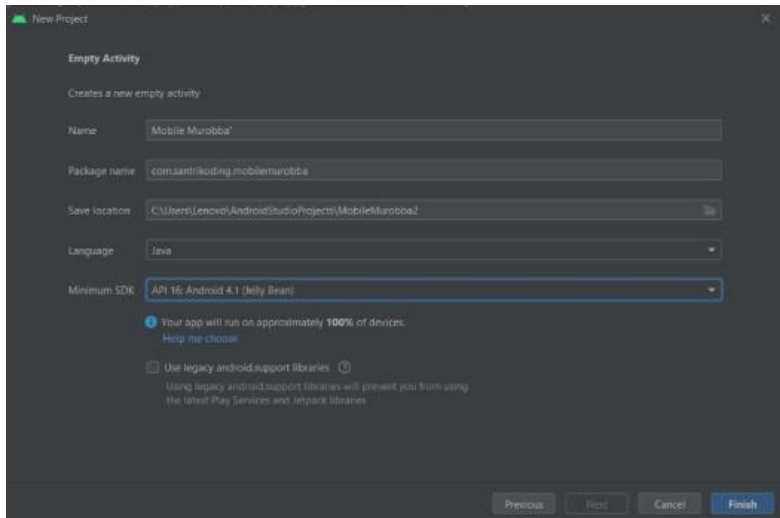 New Project
Empty Activity
Creates a new empty activity
Name Mobile Murobba'
Package name com.santrikoding.mobilemurobba
Save location C:\Users\Lenovo\AndroidStudioProjects\MobileMurobba2
Language Java
Minimum SDK API 16: Android 4.1 (Jelly Bean)
Your app will run on approximately 100% of devices.
Help me choose
Use legacy android.support libraries
Using legacy android.support libraries will prevent you from using
the latest Play Services and Jetpack libraries
Previous Next Cancel Finish